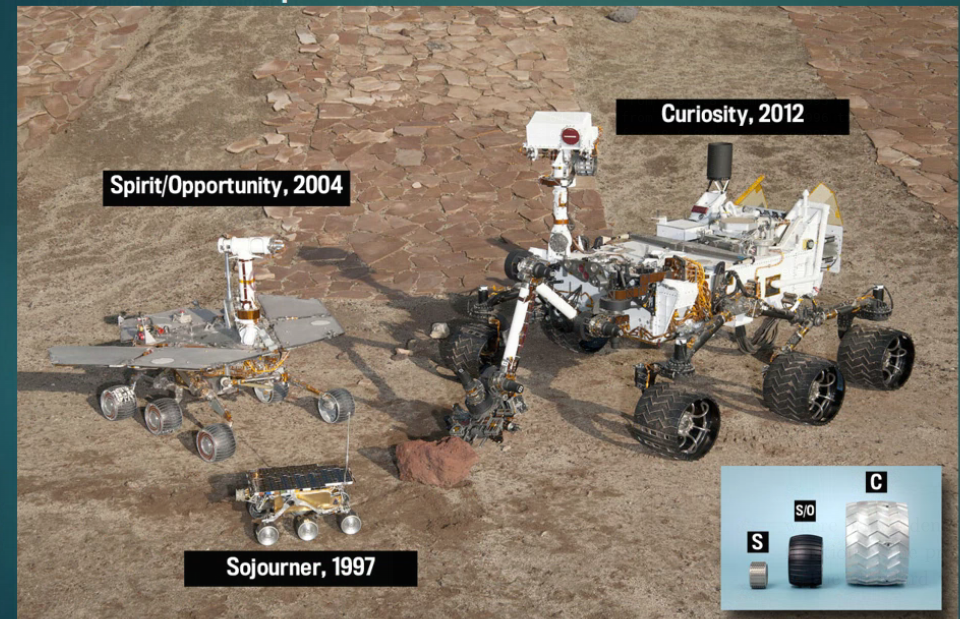 Curiosity, 2012
Spirit/Opportunity, 2004
Sojourner, 1997
S
S/O
C